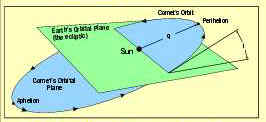 Comet's Orbit
Perihelion
Earth's Orbital Plane
(the ecliptic)
q
Sun
i
Comet's Orbital
Plane
Aphelion